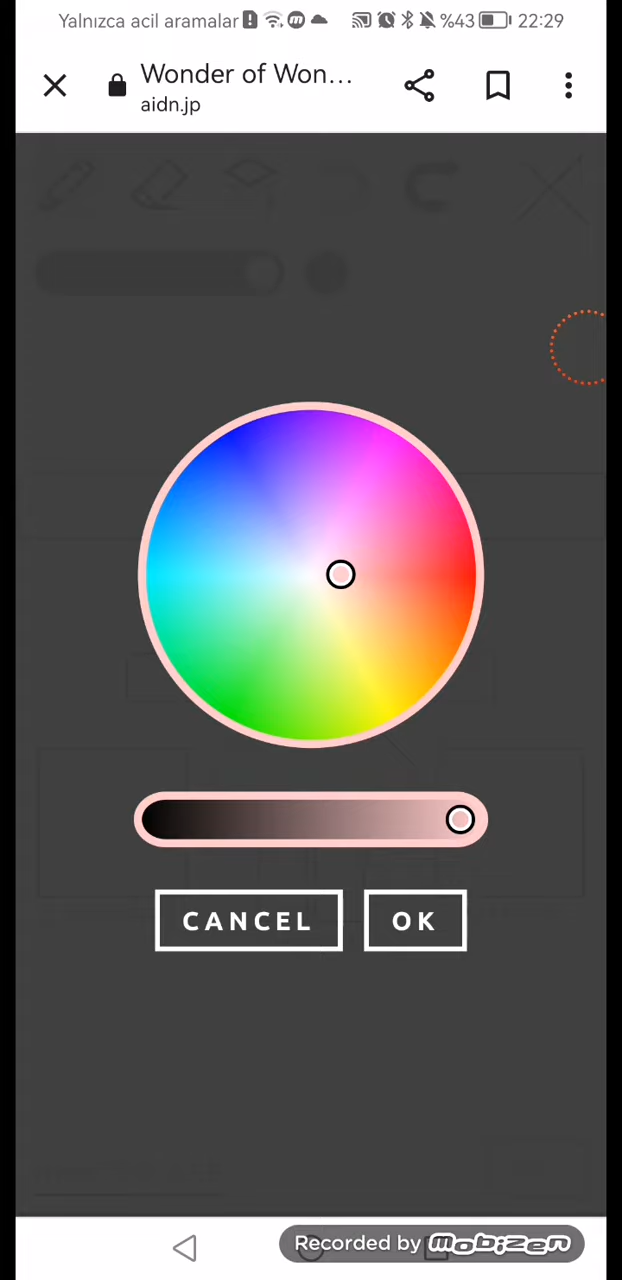 Yalnızca acil aramalar %43 22:29
Wonder of Won...
aidn.jp
CANCEL OK
Recorded by mobizen